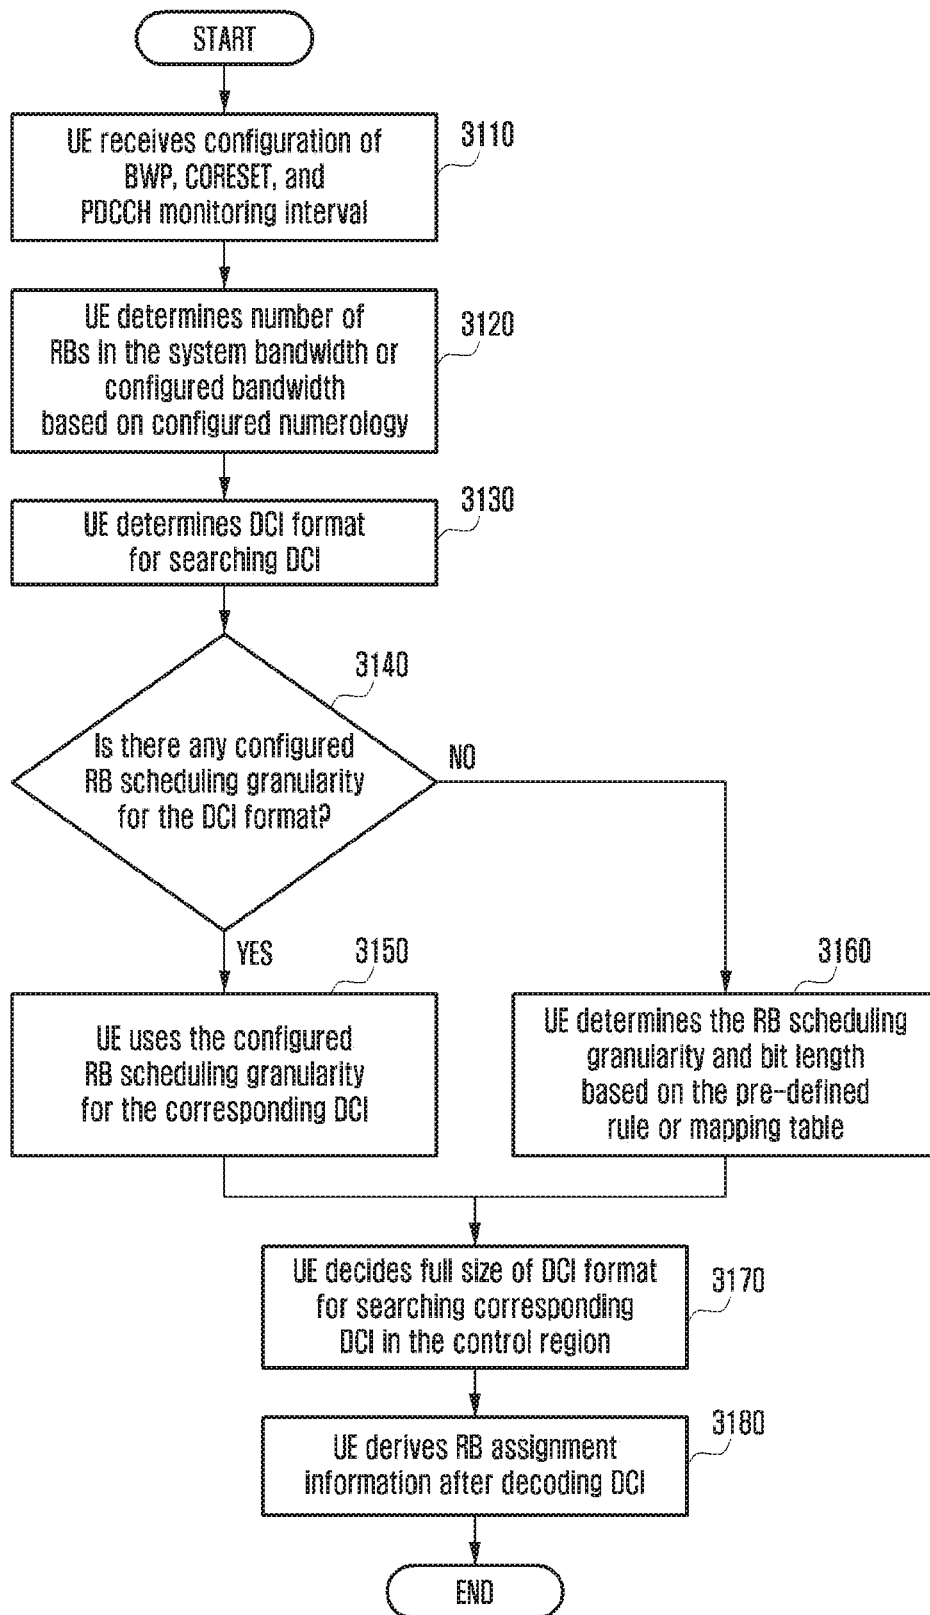 START
3110
UE receives configuration of
BWP, CORESET, and
PDCCH monitoring interval
3120
UE determines number of
RBs in the system bandwidth or
configured bandwidth
based on configured numerology
3130
UE determines DCI format
for searching DCI
3140
Is there any configured
RB scheduling granularity
for the DCI format?
NO
YES
3150
UE uses the configured
RB scheduling granularity
for the corresponding DCI
3160
UE determines the RB scheduling
granularity and bit length
based on the pre-defined
rule or mapping table
3170
UE decides full size of DCI format
for searching corresponding
DCI in the control region
3180
UE derives RB assignment
information after decoding DCI
END